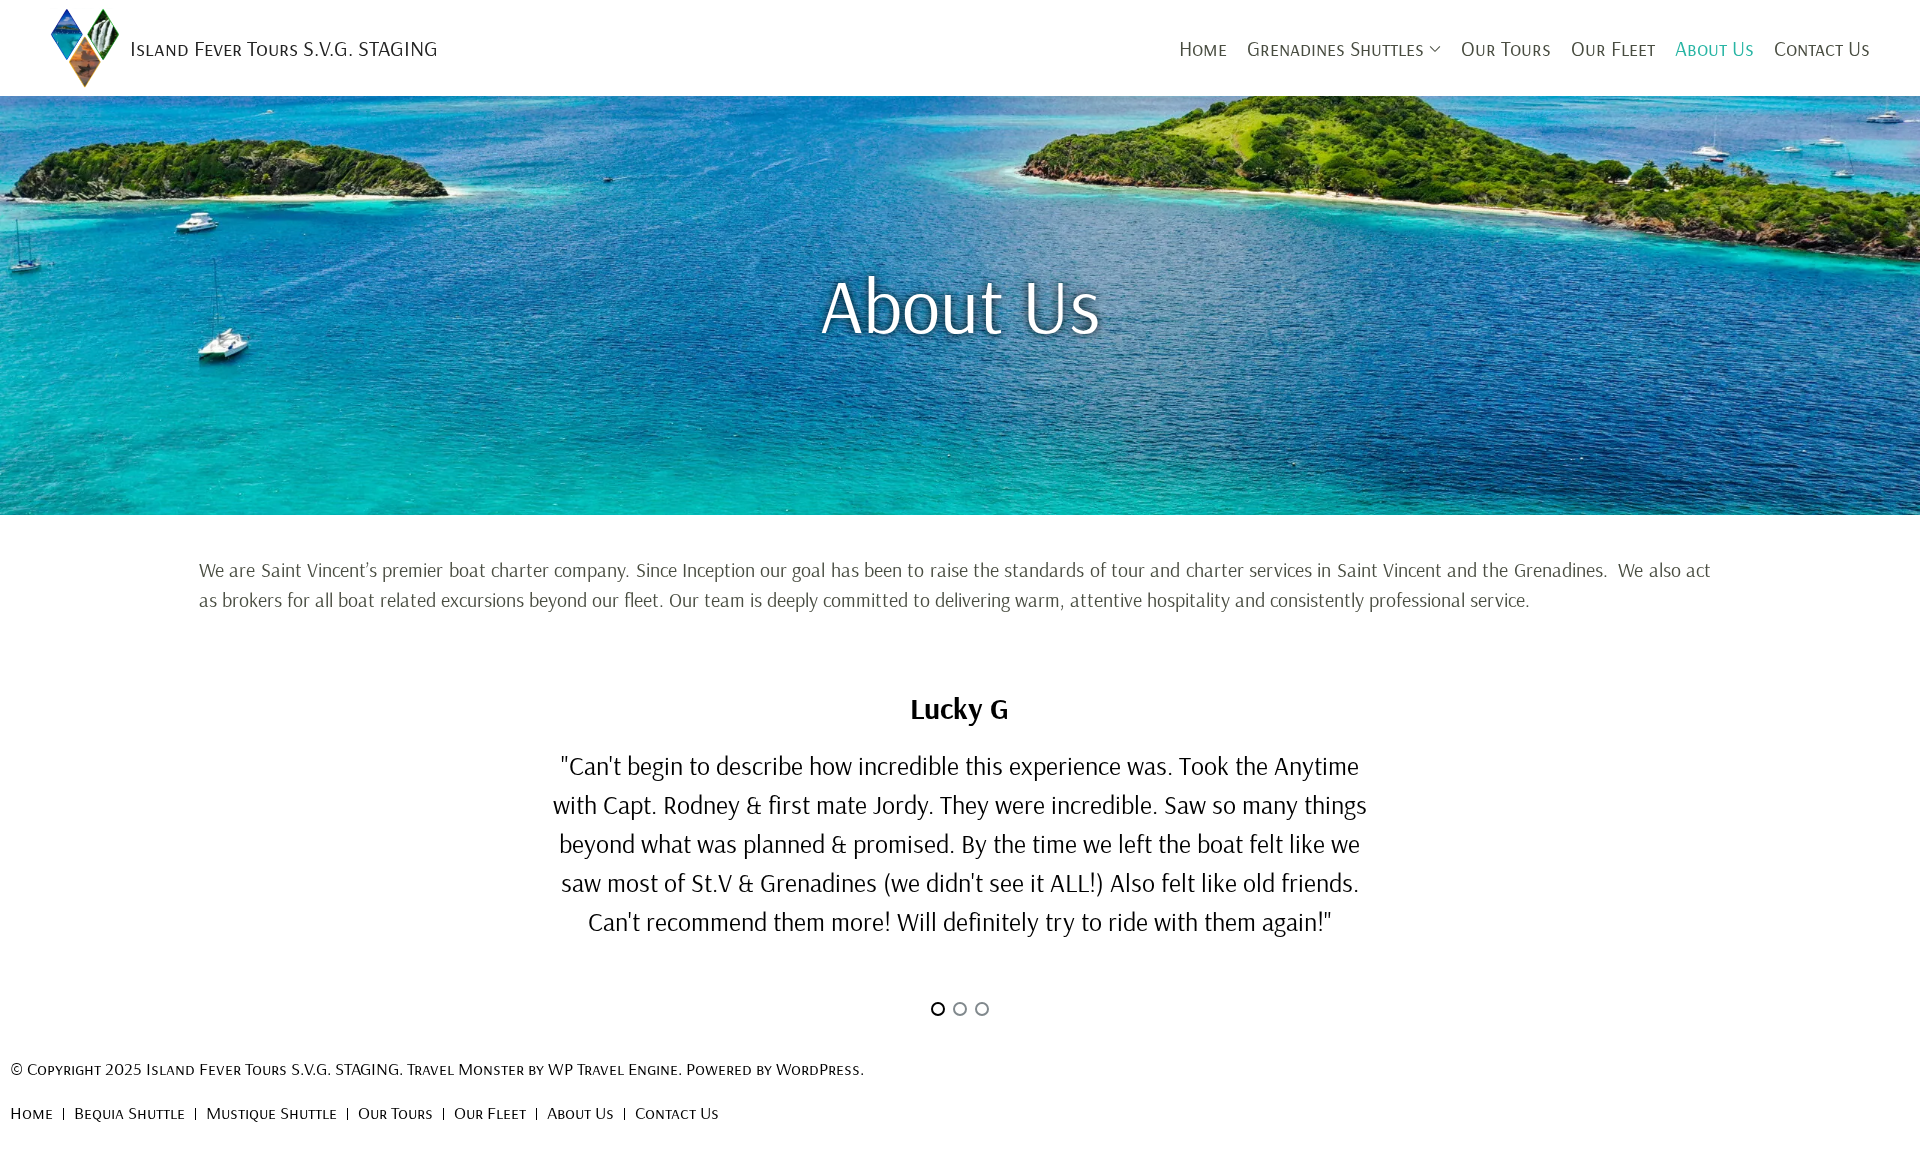 Island Fever Tours S.V.G. STAGING
Home Grenadines Shuttles Our Tours Our Fleet About Us Contact Us
About Us
We are Saint Vincent’s premier boat charter company. Since Inception our goal has been to raise the standards of tour and charter services in Saint Vincent and the Grenadines.  We also act
as brokers for all boat related excursions beyond our fleet. Our team is deeply committed to delivering warm, attentive hospitality and consistently professional service.
Lucky G
"Can't begin to describe how incredible this experience was. Took the Anytime
with Capt. Rodney & first mate Jordy. They were incredible. Saw so many things
beyond what was planned & promised. By the time we left the boat felt like we
saw most of St.V & Grenadines (we didn't see it ALL!) Also felt like old friends.
Can't recommend them more! Will definitely try to ride with them again!"
© Copyright 2025 Island Fever Tours S.V.G. STAGING. Travel Monster by WP Travel Engine. Powered by WordPress.
Home | Bequia Shuttle | Mustique Shuttle | Our Tours | Our Fleet | About Us | Contact Us